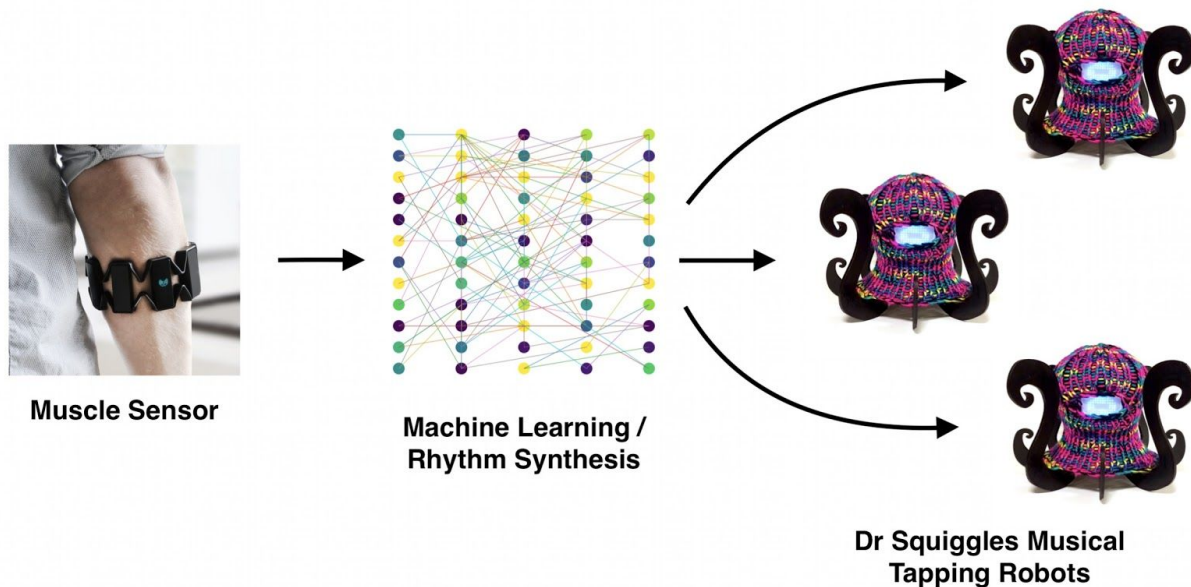 Muscle Sensor
Machine Learning /
Rhythm Synthesis
Dr Squiggles Musical
Tapping Robots